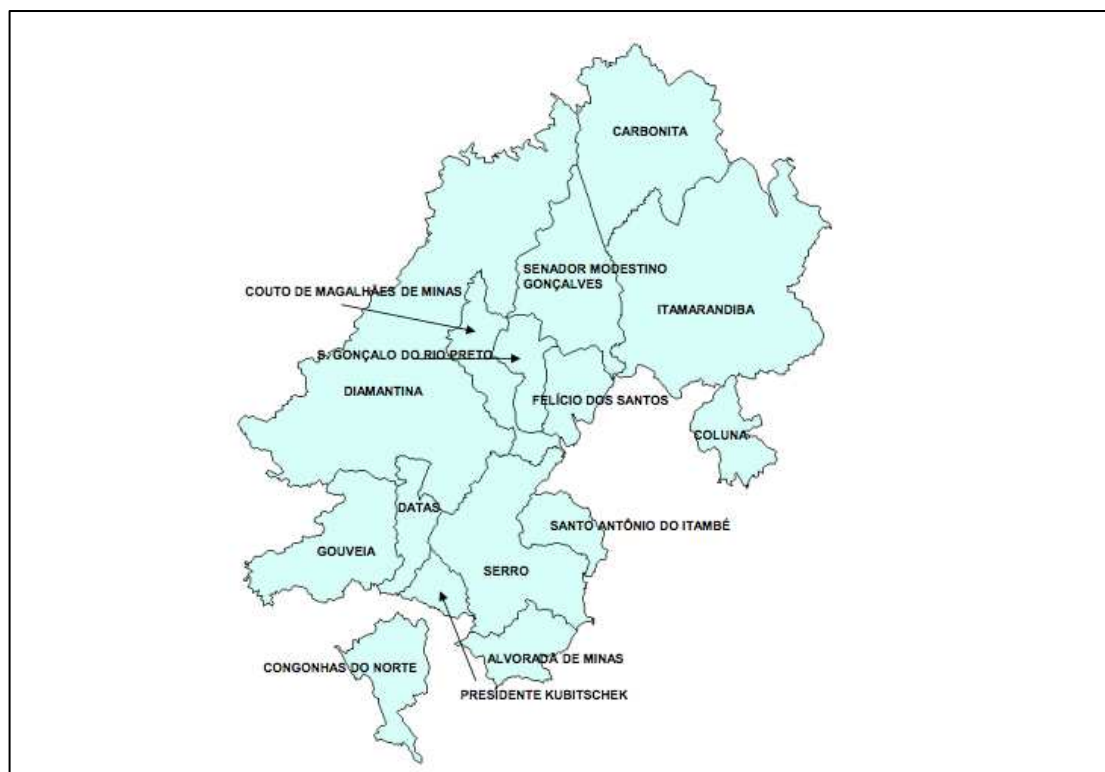 CARBONITA
SENADOR MODESTINO
GONÇALVES
COUTO DE MAGALHÃES DE MINAS
ITAMARANDIBA
S. GONÇALO DO RIO PRETO
DIAMANTINA
FELÍCIO DOS SANTOS
COLUNA
DATAS
SANTO ANTÔNIO DO ITAMBÉ
GOUVEIA
SERRO
ALVORADA DE MINAS
CONGONHAS DO NORTE
PRESIDENTE KUBITSCHEK